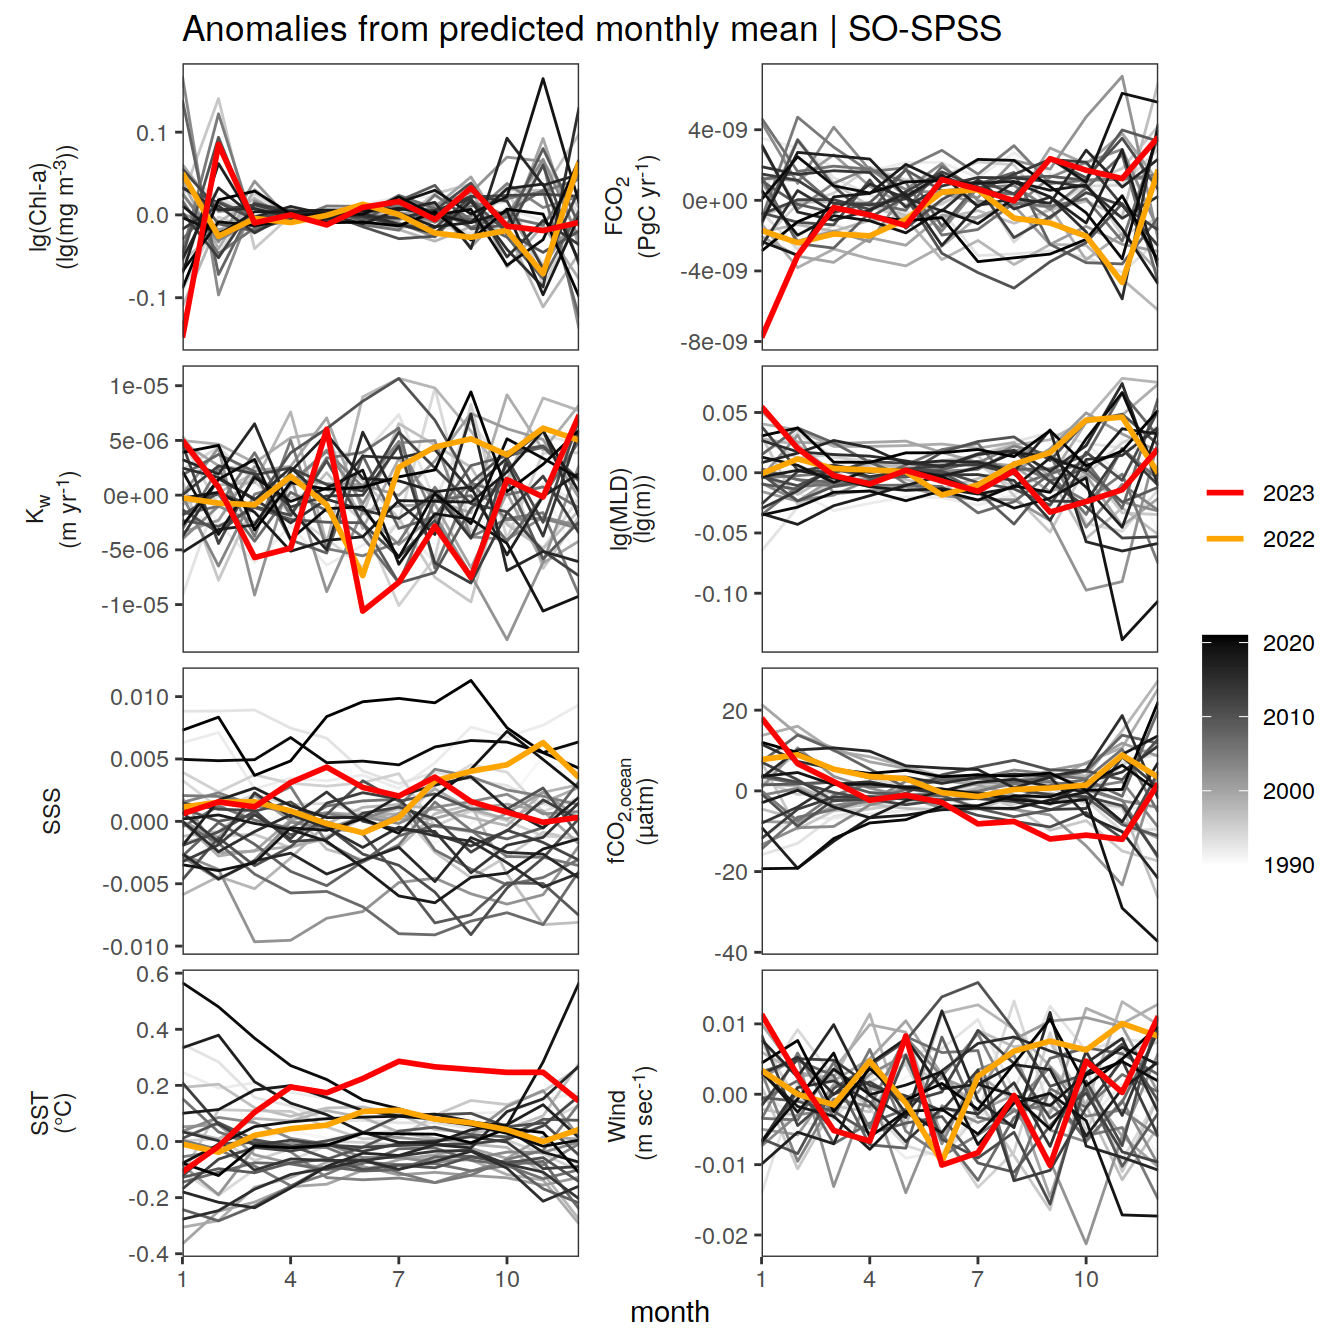 Anomalies from predicted monthly mean | SO-SPSS
lg(Chl-a)
(lg(mg m⁻³))
0.1
0.0
-0.1
FCO₂
(PgC yr⁻¹)
4e-09
0e+00
-4e-09
-8e-09
K_w
(m yr⁻¹)
1e-05
5e-06
0e+00
-5e-06
-1e-05
lg(MLD)
(lg(m))
0.05
0.00
-0.05
-0.10
SSS
0.010
0.005
0.000
-0.005
-0.010
fCO₂,ocean
(µatm)
20
0
-20
-40
SST
(°C)
0.6
0.4
0.2
0.0
-0.2
-0.4
1 4 7 10
Wind
(m sec⁻¹)
0.01
0.00
-0.01
-0.02
1 4 7 10
month
2023
2022
2020
2010
2000
1990